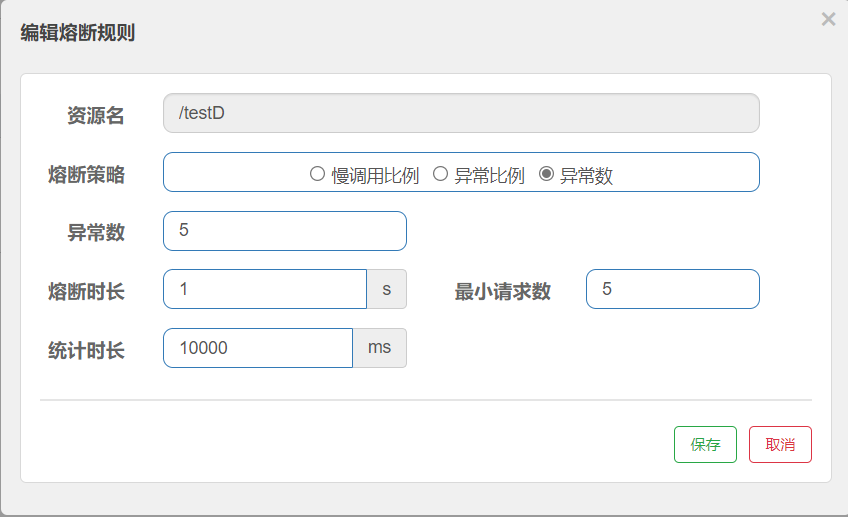 编辑熔断规则 ×
资源名 /testD
熔断策略 慢调用比例 异常比例 异常数
异常数 5
熔断时长 1 s 最小请求数 5
统计时长 10000 ms
保存 取消